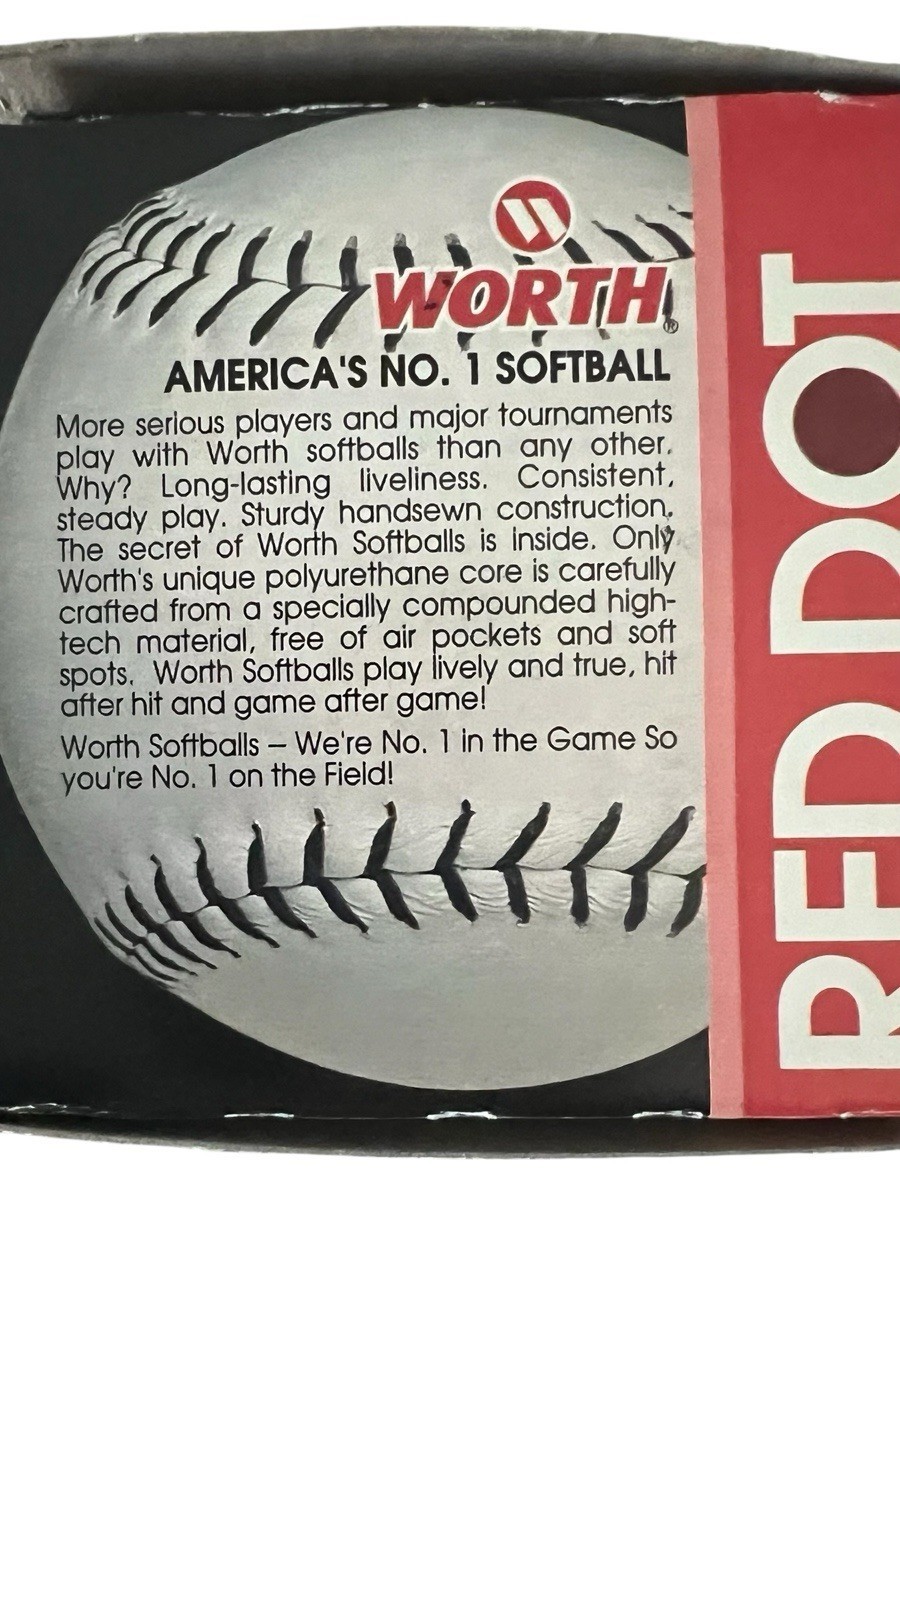 WORTH®
AMERICA'S NO. 1 SOFTBALL
More serious players and major tournaments
play with Worth softballs than any other.
Why? Long-lasting liveliness. Consistent,
steady play. Sturdy handsewn construction.
The secret of Worth Softballs is inside. Only
Worth's unique polyurethane core is carefully
crafted from a specially compounded high-
tech material, free of air pockets and soft
spots. Worth Softballs play lively and true, hit
after hit and game after game!
Worth Softballs – We're No. 1 in the Game So
you're No. 1 on the Field!
RED DOT